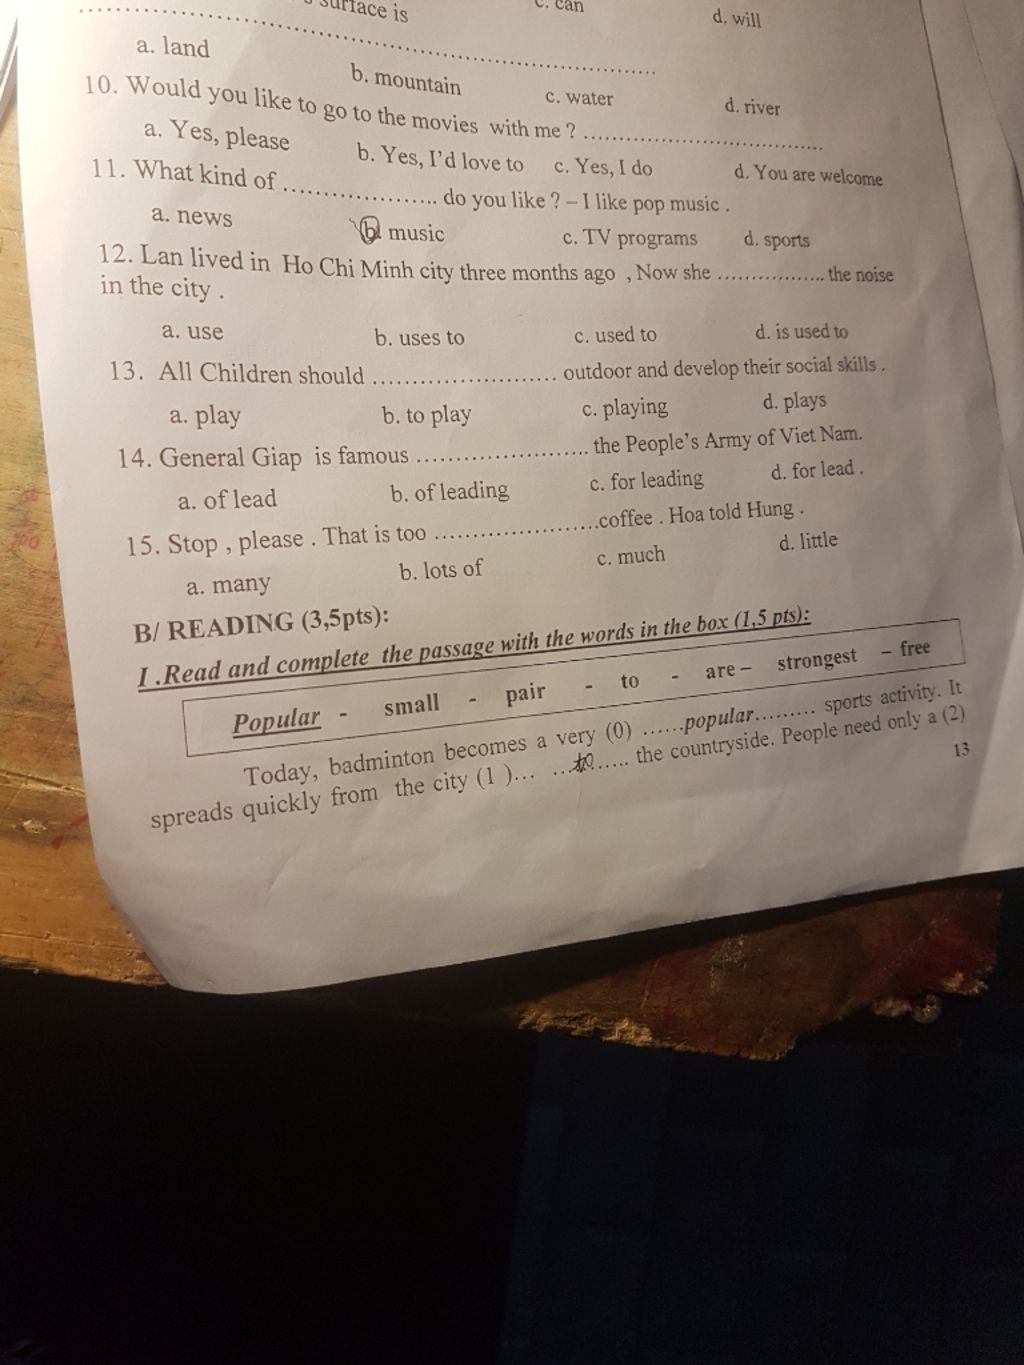 surface is
c. can
d. will
........................................................
a. land
b. mountain
c. water
d. river
10. Would you like to go to the movies with me ? ........................................
a. Yes, please
b. Yes, I'd love to
c. Yes, I do
d. You are welcome
11. What kind of .......................... do you like ? – I like pop music .
a. news
b. music
c. TV programs
d. sports
12. Lan lived in Ho Chi Minh city three months ago , Now she .................. the noise
in the city .
a. use
b. uses to
c. used to
d. is used to
13. All Children should ............................... outdoor and develop their social skills .
a. play
b. to play
c. playing
d. plays
14. General Giap is famous ............................. the People's Army of Viet Nam.
a. of lead
b. of leading
c. for leading
d. for lead .
15. Stop , please . That is too ............................coffee . Hoa told Hung .
a. many
b. lots of
c. much
d. little
B/ READING (3,5pts):
I .Read and complete the passage with the words in the box (1,5 pts):
Popular - small - pair - to - are – strongest – free
Today, badminton becomes a very (0) ......popular......... sports activity. It
spreads quickly from the city (1 )... ...to..... the countryside. People need only a (2)
13